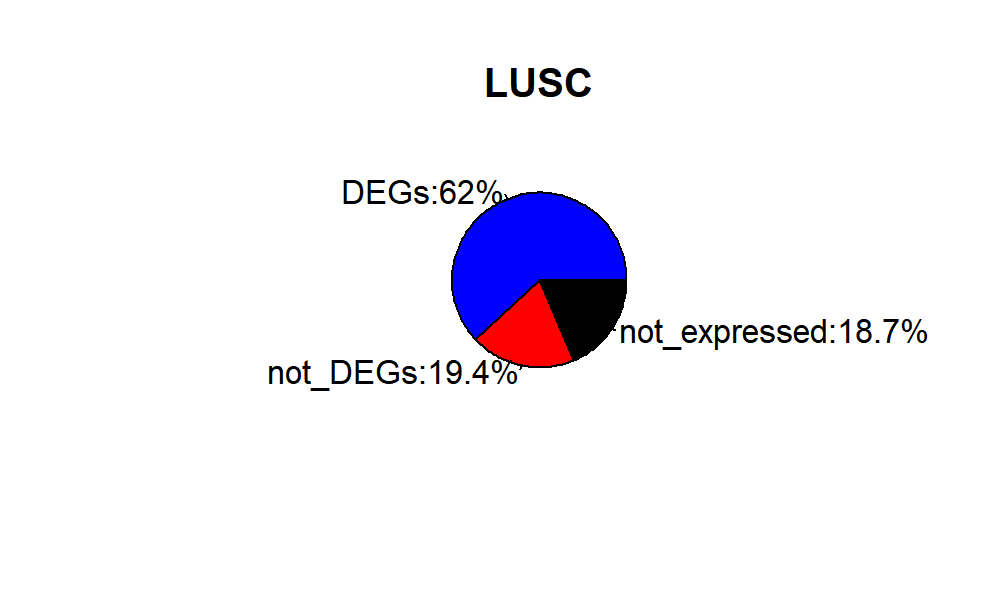 LUSC
DEGs:62%
not_expressed:18.7%
not_DEGs:19.4%